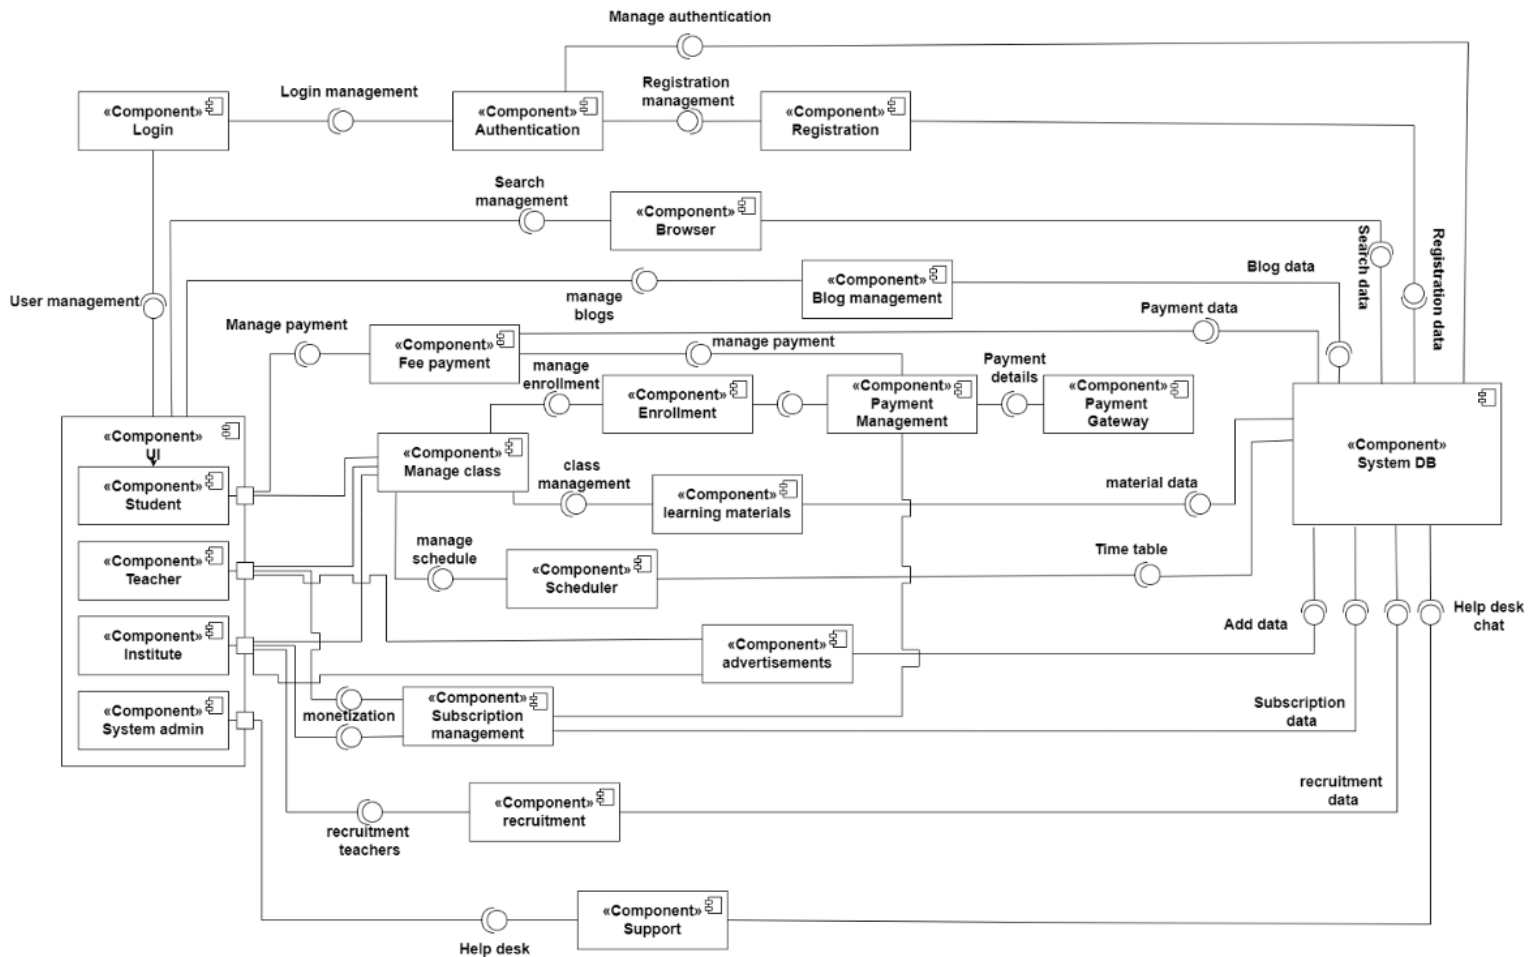 Manage authentication
Login management
Registration
management
«Component»
Login
«Component»
Authentication
«Component»
Registration
Search
management
«Component»
Browser
Search data
Registration data
User management
manage
blogs
«Component»
Blog management
Blog data
Manage payment
«Component»
Fee payment
manage payment
Payment data
manage
enrollment
«Component»
Enrollment
«Component»
Payment
Management
Payment
details
«Component»
Payment
Gateway
«Component»
UI
«Component»
Manage class
«Component»
System DB
«Component»
Student
class
management
«Component»
learning materials
material data
«Component»
Teacher
manage
schedule
«Component»
Scheduler
Time table
«Component»
Institute
«Component»
advertisements
Add data
Help desk
chat
«Component»
System admin
monetization
«Component»
Subscription
management
Subscription
data
recruitment
teachers
«Component»
recruitment
recruitment
data
Help desk
«Component»
Support